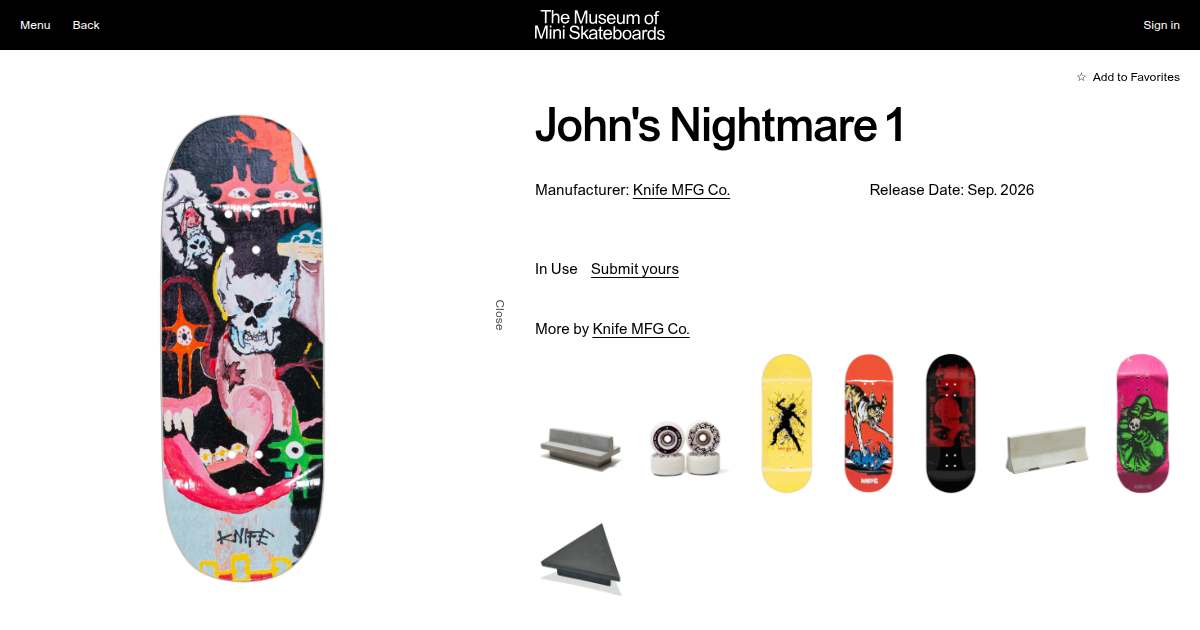 Menu
Back
The Museum of
Mini Skateboards
Sign in
☆ Add to Favorites
John's Nightmare 1
Manufacturer: Knife MFG Co.
Release Date: Sep. 2026
In Use
Submit yours
Close
More by Knife MFG Co.
KNIFE